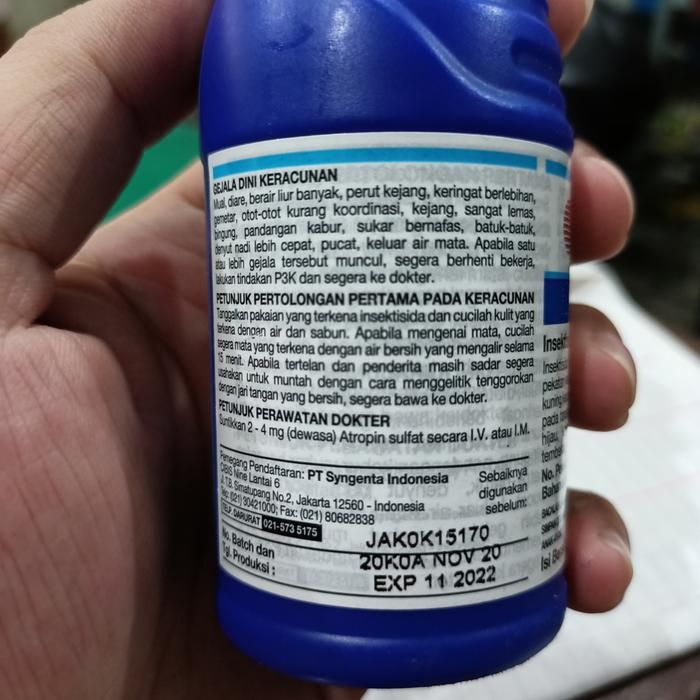 GEJALA DINI KERACUNAN
Mual, diare, berair liur banyak, perut kejang, keringat berlebihan,
gemetar, otot-otot kurang koordinasi, kejang, sangat lemas,
bingung, pandangan kabur, sukar bernafas, batuk-batuk,
denyut nadi lebih cepat, pucat, keluar air mata. Apabila satu
atau lebih gejala tersebut muncul, segera berhenti bekerja,
lakukan tindakan P3K dan segera ke dokter.
PETUNJUK PERTOLONGAN PERTAMA PADA KERACUNAN
Tanggalkan pakaian yang terkena insektisida dan cucilah kulit yang
terkena dengan air dan sabun. Apabila mengenai mata, cucilah
segera mata yang terkena dengan air bersih yang mengalir selama
15 menit. Apabila tertelan dan penderita masih sadar segera
usahakan untuk muntah dengan cara menggelitik tenggorokan
dengan jari tangan yang bersih, segera bawa ke dokter.
PETUNJUK PERAWATAN DOKTER
Suntikkan 2 - 4 mg (dewasa) Atropin sulfat secara I.V. atau I.M.
Pemegang Pendaftaran: PT Syngenta Indonesia
CIBIS Nine Lantai 6
Jl. T.B. Simatupang No.2, Jakarta 12560 - Indonesia
Telp: (021) 30421000; Fax: (021) 80682838
TELP. DARURAT 021-573 5175
Sebaiknya
digunakan
sebelum:
No. Batch dan
Tgl. Produksi :
JAK0K15170
20K0A NOV 20
EXP 11 2022